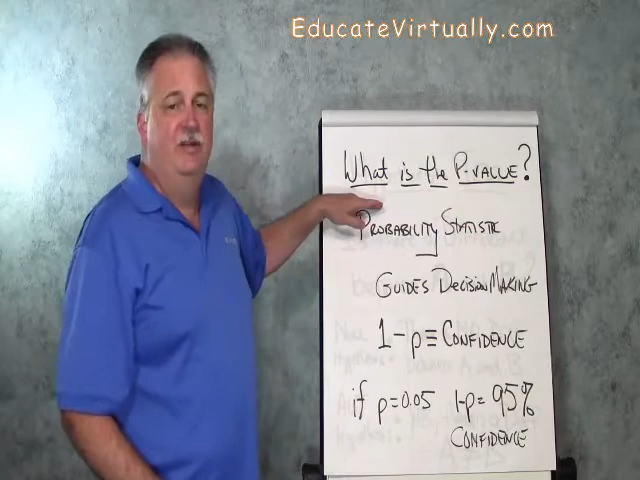 EducateVirtually.com
What is the P-VALUE?
PROBABILITY STATISTIC
GUIDES DECISION MAKING
1-p≡CONFIDENCE
if p=0.05 1-p=95%
CONFIDENCE